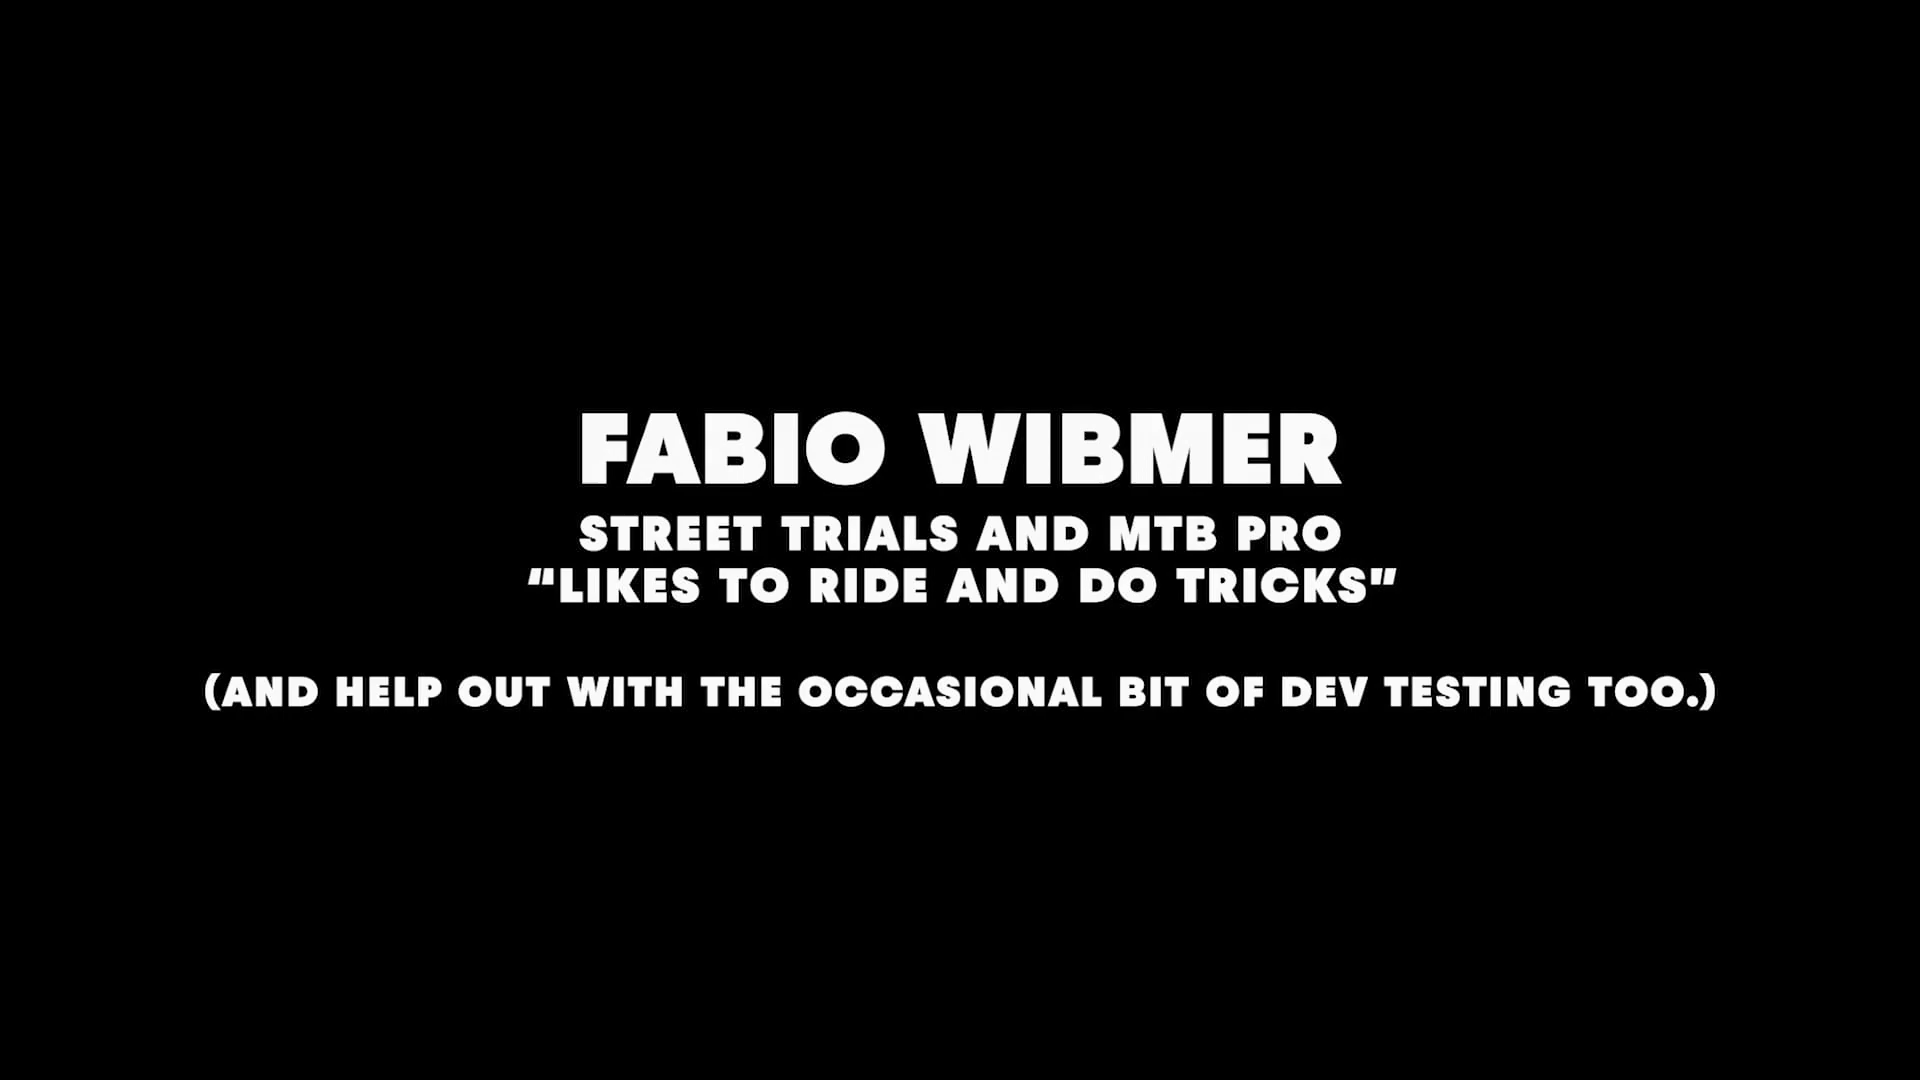 FABIO WIBMER
STREET TRIALS AND MTB PRO
“LIKES TO RIDE AND DO TRICKS”
(AND HELP OUT WITH THE OCCASIONAL BIT OF DEV TESTING TOO.)